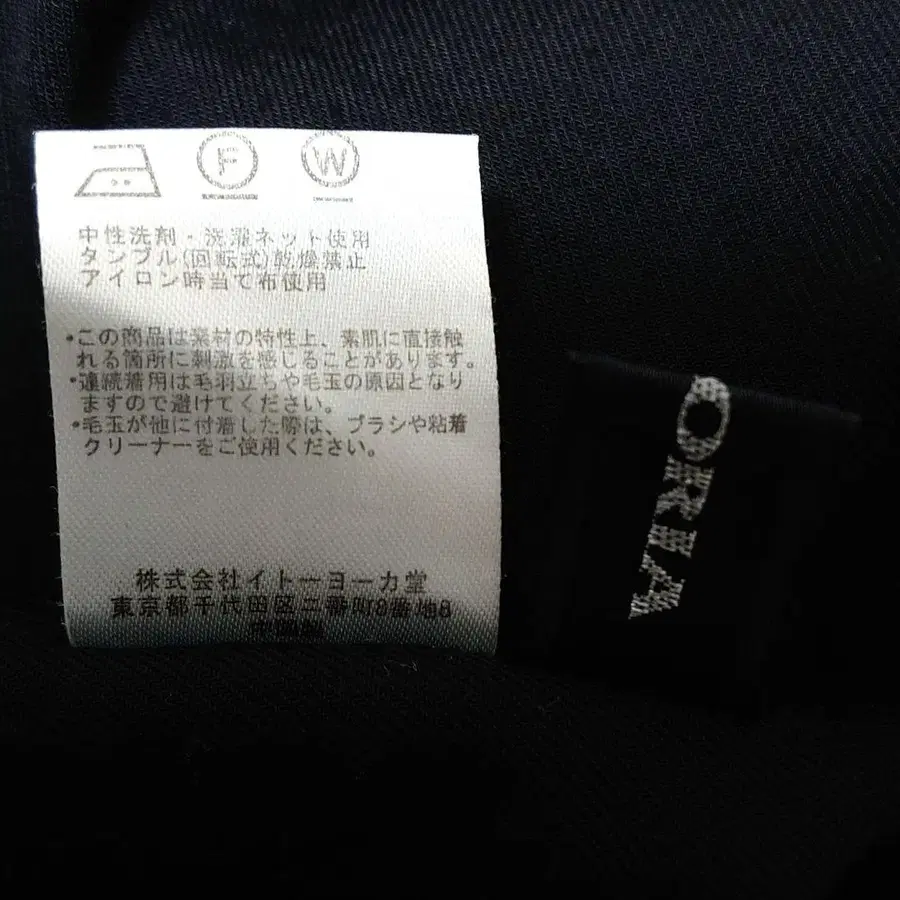 F
W
中性洗剤・洗濯ネット使用
タンブル(回転式)乾燥禁止
アイロン時当て布使用
・この商品は素材の特性上、素肌に直接触
れる箇所に刺激を感じることがあります。
・連続着用は毛羽立ちや毛玉の原因となり
ますので避けてください。
・毛玉が他に付着した際は、ブラシや粘着
クリーナーをご使用ください。
株式会社イトーヨーカ堂
東京都千代田区二番町8番地8
中国製
ORIA